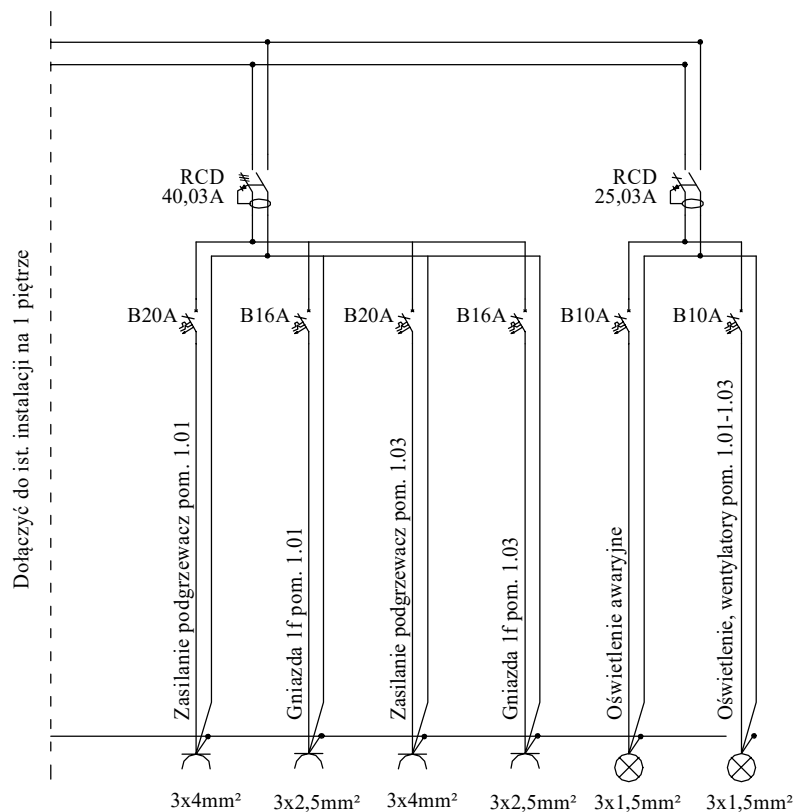 RCD
40,03A
RCD
25,03A
Dołączyć do ist. instalacji na 1 piętrze
B20A
B16A
B20A
B16A
B10A
B10A
Zasilanie podgrzewacz pom. 1.01
Gniazda 1f pom. 1.01
Zasilanie podgrzewacz pom. 1.03
Gniazda 1f pom. 1.03
Oświetlenie awaryjne
Oświetlenie, wentylatory pom. 1.01-1.03
3x4mm²
3x2,5mm²
3x4mm²
3x2,5mm²
3x1,5mm²
3x1,5mm²